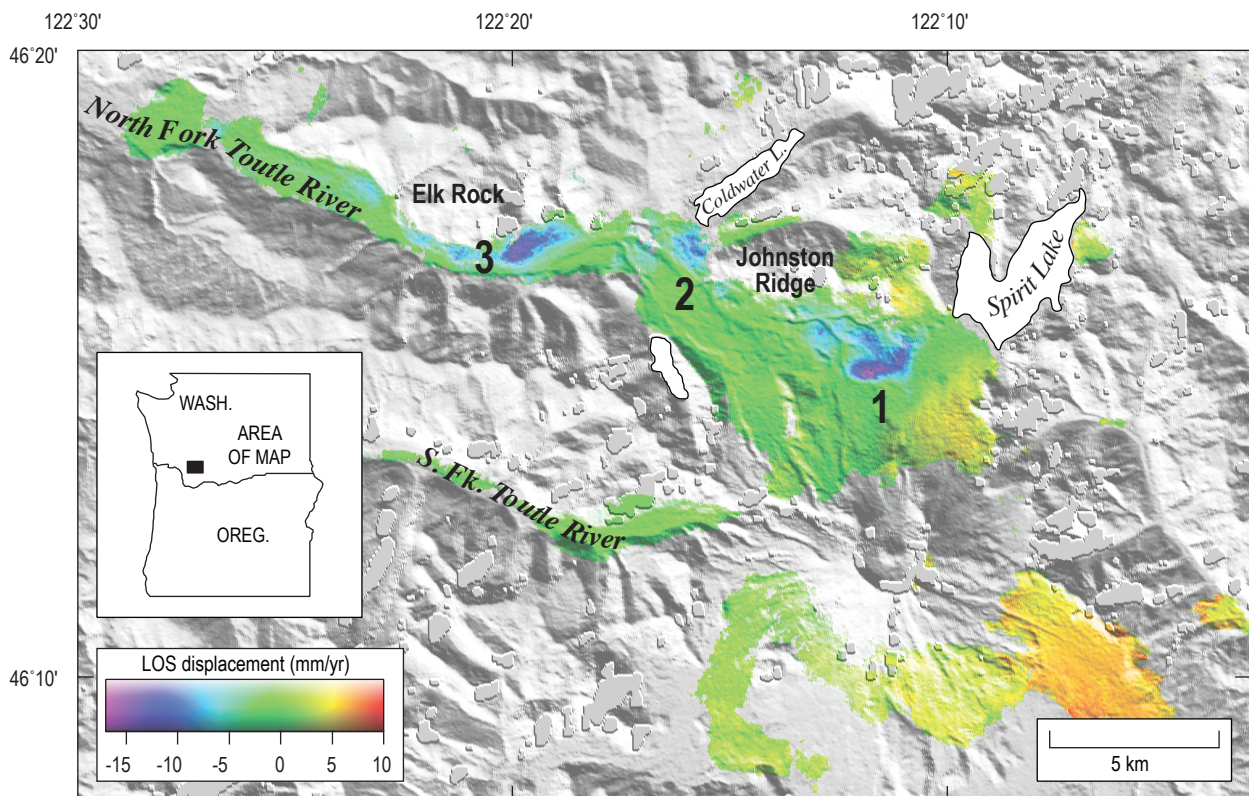 122˚30'
122˚20'
122˚10'
46˚20'
North Fork Toutle River
Elk Rock
Coldwater L.
3
2
Johnston
Ridge
Spirit Lake
1
WASH.
AREA
OF MAP
OREG.
S. Fk. Toutle River
LOS displacement (mm/yr)
-15 -10 -5 0 5 10
46˚10'
5 km